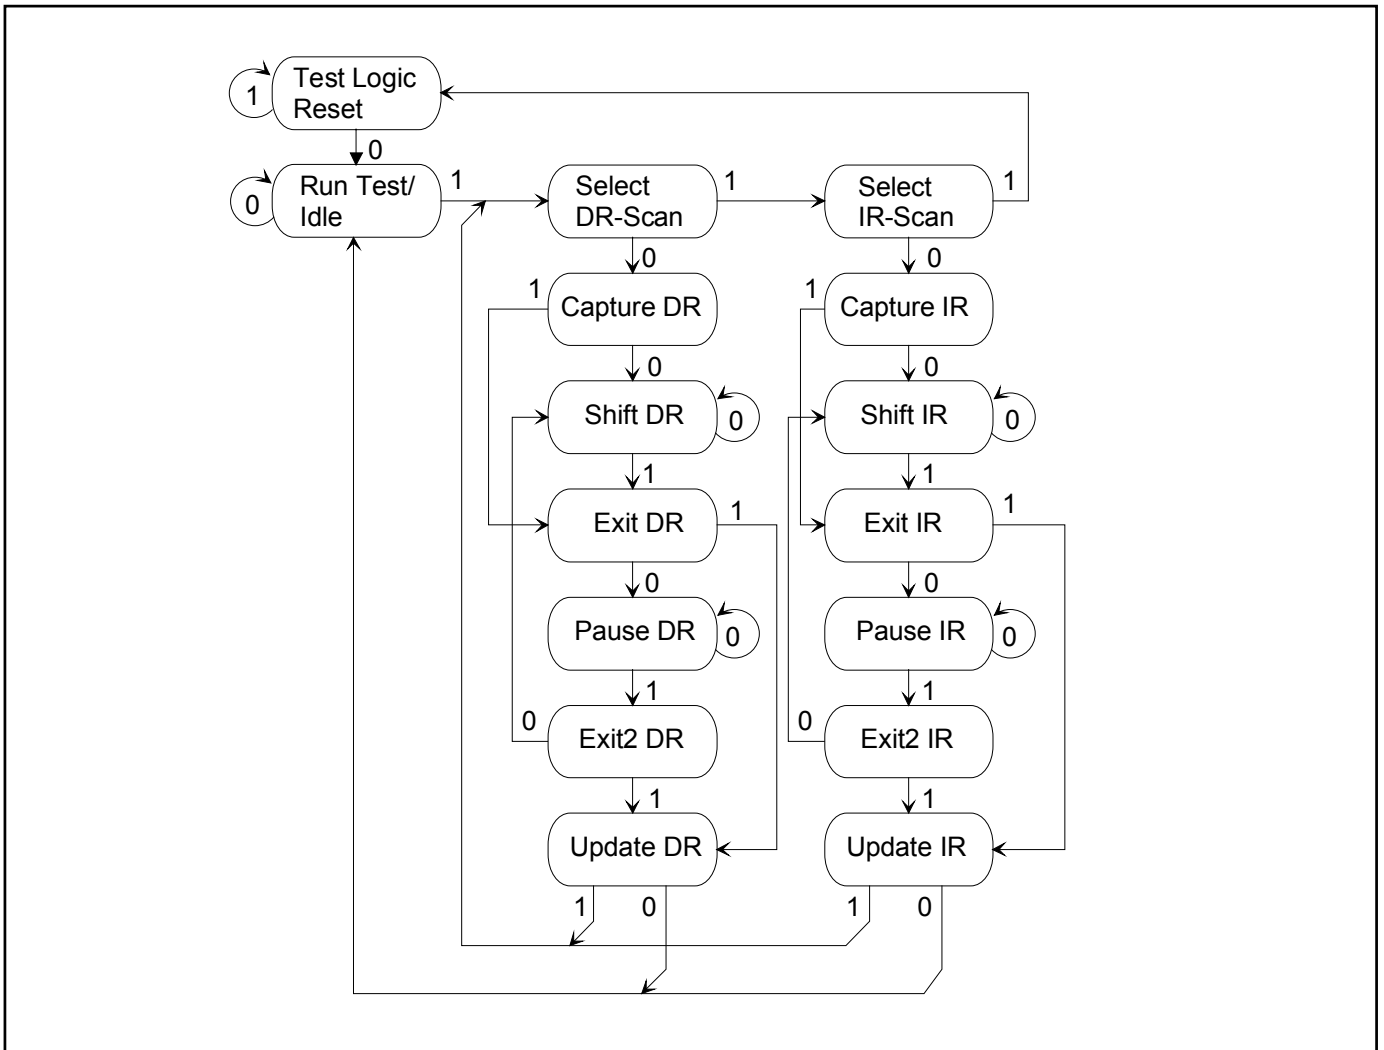 Test Logic
Reset
1
0
Run Test/
Idle
0
1
Select
DR-Scan
1
Select
IR-Scan
1
0
0
1
Capture DR
1
Capture IR
0
0
Shift DR
0
Shift IR
0
1
1
Exit DR
1
Exit IR
1
0
0
Pause DR
0
Pause IR
0
1
1
0
Exit2 DR
0
Exit2 IR
1
1
Update DR
Update IR
1
0
1
0